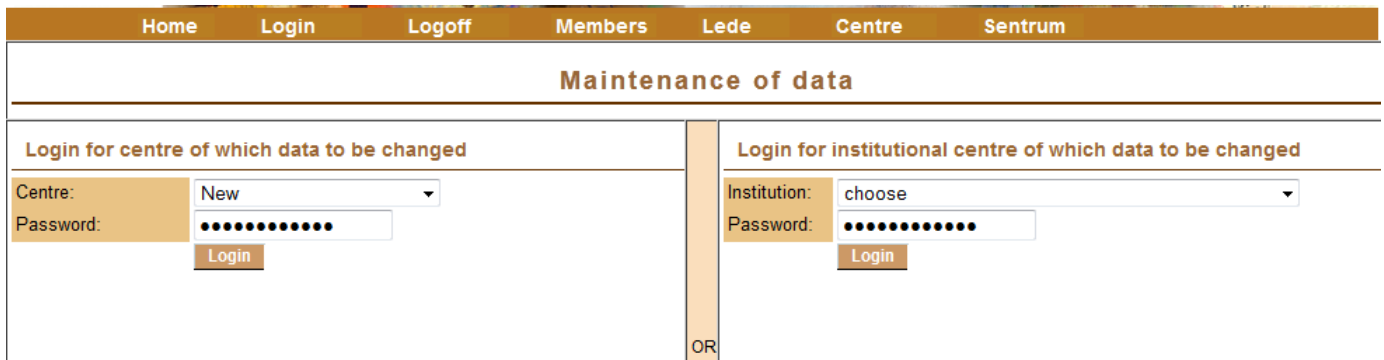 Home Login Logoff Members Lede Centre Sentrum
Maintenance of data
Login for centre of which data to be changed
Centre: New
Password: ●●●●●●●●●●●●
Login
OR
Login for institutional centre of which data to be changed
Institution: choose
Password: ●●●●●●●●●●●●
Login